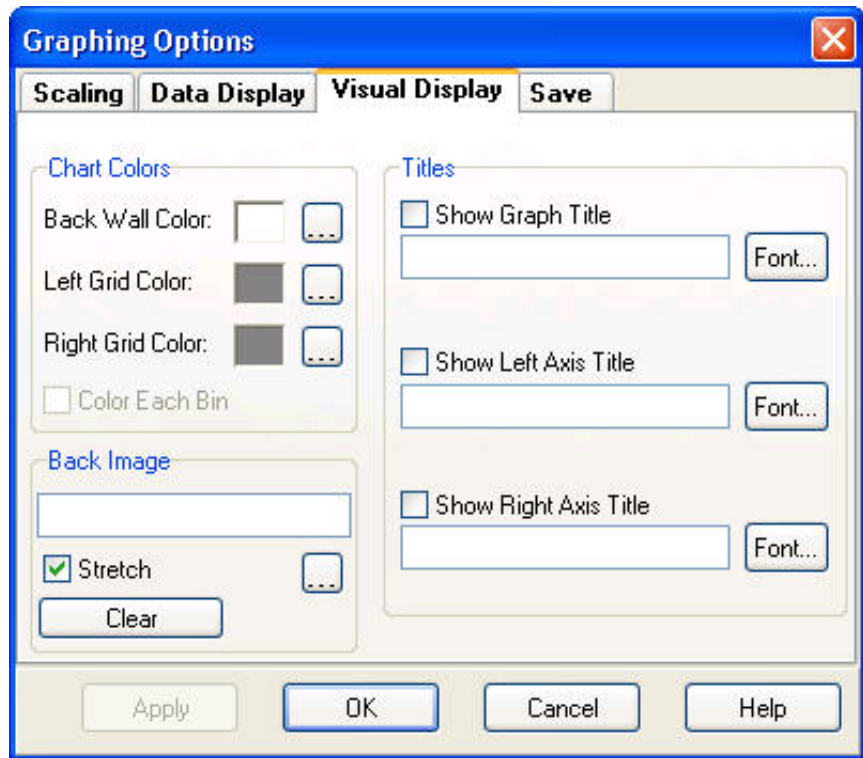 Graphing Options
Scaling Data Display Visual Display Save
Chart Colors
Back Wall Color: ...
Left Grid Color: ...
Right Grid Color: ...
Color Each Bin
Back Image
Stretch ...
Clear
Titles
Show Graph Title
Font...
Show Left Axis Title
Font...
Show Right Axis Title
Font...
Apply OK Cancel Help